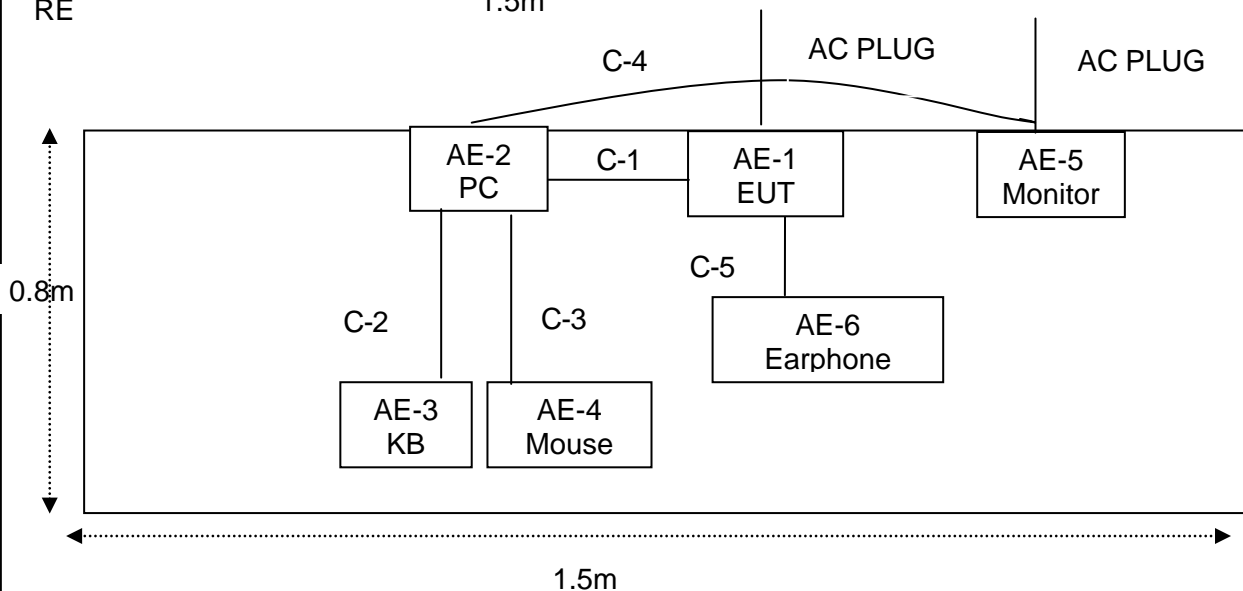 RE
1.5m
C-4
AC PLUG
AC PLUG
AE-2
PC
C-1
AE-1
EUT
AE-5
Monitor
0.8m
C-5
C-2
C-3
AE-6
Earphone
AE-3
KB
AE-4
Mouse
1.5m